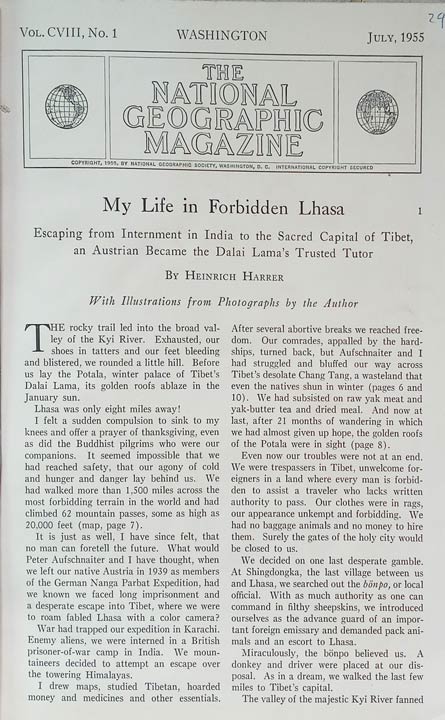 29
VOL. CVIII, No. 1 WASHINGTON JULY, 1955
THE
NATIONAL
GEOGRAPHIC
MAGAZINE
COPYRIGHT, 1955, BY NATIONAL GEOGRAPHIC SOCIETY, WASHINGTON, D. C. INTERNATIONAL COPYRIGHT SECURED
My Life in Forbidden Lhasa 1
Escaping from Internment in India to the Sacred Capital of Tibet,
an Austrian Became the Dalai Lama's Trusted Tutor
BY HEINRICH HARRER
With Illustrations from Photographs by the Author
THE rocky trail led into the broad val-
ley of the Kyi River. Exhausted, our
shoes in tatters and our feet bleeding
and blistered, we rounded a little hill. Before
us lay the Potala, winter palace of Tibet's
Dalai Lama, its golden roofs ablaze in the
January sun.
Lhasa was only eight miles away!
I felt a sudden compulsion to sink to my
knees and offer a prayer of thanksgiving, even
as did the Buddhist pilgrims who were our
companions. It seemed impossible that we
had reached safety, that our agony of cold
and hunger and danger lay behind us. We
had walked more than 1,500 miles across the
most forbidding terrain in the world and had
climbed 62 mountain passes, some as high as
20,000 feet (map, page 7).
It is just as well, I have since felt, that
no man can foretell the future. What would
Peter Aufschnaiter and I have thought, when
we left our native Austria in 1939 as members
of the German Nanga Parbat Expedition, had
we known we faced long imprisonment and
a desperate escape into Tibet, where we were
to roam fabled Lhasa with a color camera?
War had trapped our expedition in Karachi.
Enemy aliens, we were interned in a British
prisoner-of-war camp in India. We moun-
taineers decided to attempt an escape over
the towering Himalayas.
I drew maps, studied Tibetan, hoarded
money and medicines and other essentials.
After several abortive breaks we reached free-
dom. Our comrades, appalled by the hard-
ships, turned back, but Aufschnaiter and I
had struggled and bluffed our way across
Tibet's desolate Chang Tang, a wasteland that
even the natives shun in winter (pages 6 and
10). We had subsisted on raw yak meat and
yak-butter tea and dried meal. And now at
last, after 21 months of wandering in which
we had almost given up hope, the golden roofs
of the Potala were in sight (page 8).
Even now our troubles were not at an end.
We were trespassers in Tibet, unwelcome for-
eigners in a land where every man is forbid-
den to assist a traveler who lacks written
authority to pass. Our clothes were in rags,
our appearance unkempt and forbidding. We
had no baggage animals and no money to hire
them. Surely the gates of the holy city would
be closed to us.
We decided on one last desperate gamble.
At Shingdongka, the last village between us
and Lhasa, we searched out the bönpo, or local
official. With as much authority as one can
command in filthy sheepskins, we introduced
ourselves as the advance guard of an impor-
tant foreign emissary and demanded pack ani-
mals and an escort to Lhasa.
Miraculously, the bönpo believed us. A
donkey and driver were placed at our dis-
posal. As in a dream, we walked the last few
miles to Tibet's capital.
The valley of the majestic Kyi River fanned